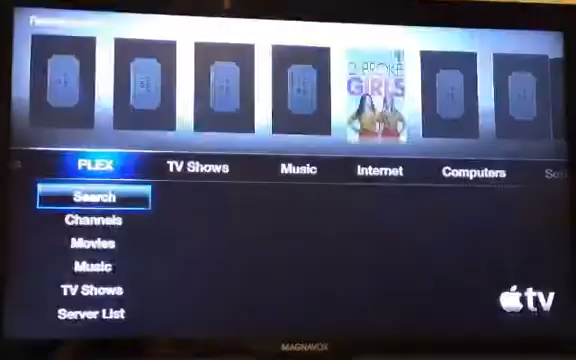 2 BROKE
GIRLS
PLEX
TV Shows
Music
Internet
Computers
Search
Channels
Movies
Music
TV Shows
Server List
tv
MAGNAVOX